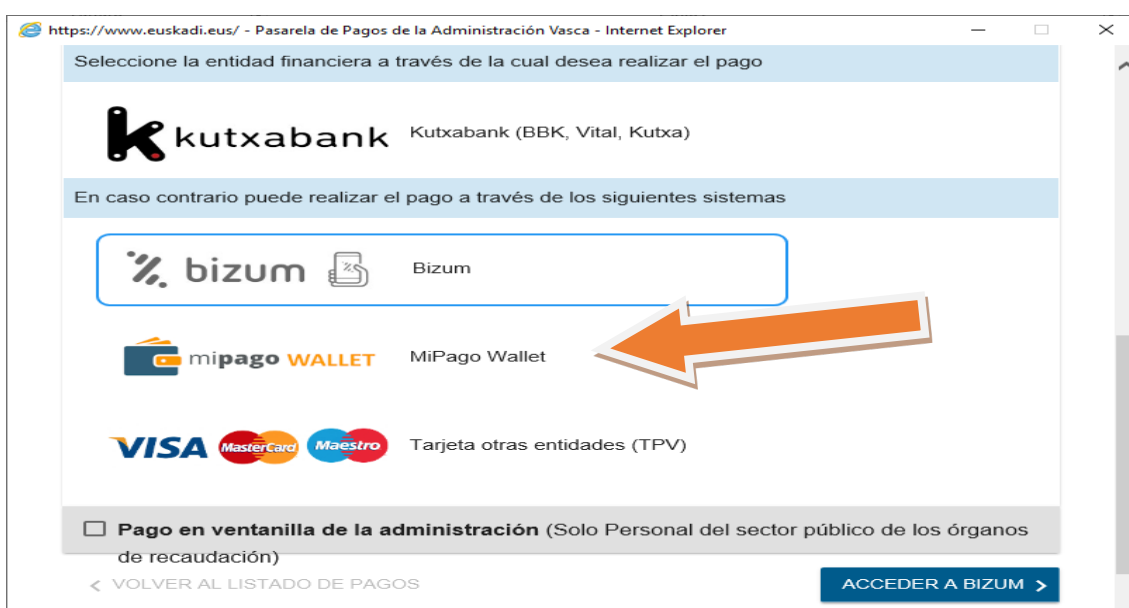 https://www.euskadi.eus/ - Pasarela de Pagos de la Administración Vasca - Internet Explorer
Seleccione la entidad financiera a través de la cual desea realizar el pago
kutxabank Kutxabank (BBK, Vital, Kutxa)
En caso contrario puede realizar el pago a través de los siguientes sistemas
bizum Bizum
mipago WALLET MiPago Wallet
VISA MasterCard Maestro Tarjeta otras entidades (TPV)
Pago en ventanilla de la administración (Solo Personal del sector público de los órganos
de recaudación)
< VOLVER AL LISTADO DE PAGOS
ACCEDER A BIZUM >